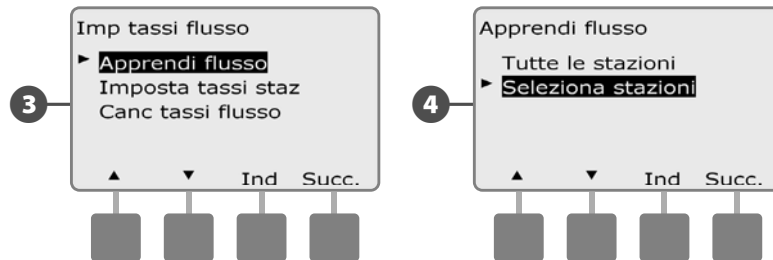 Imp tassi flusso
► Apprendi flusso
Imposta tassi staz
Canc tassi flusso
▲ ▼ Ind Succ.
3
Apprendi flusso
Tutte le stazioni
► Seleziona stazioni
▲ ▼ Ind Succ.
4